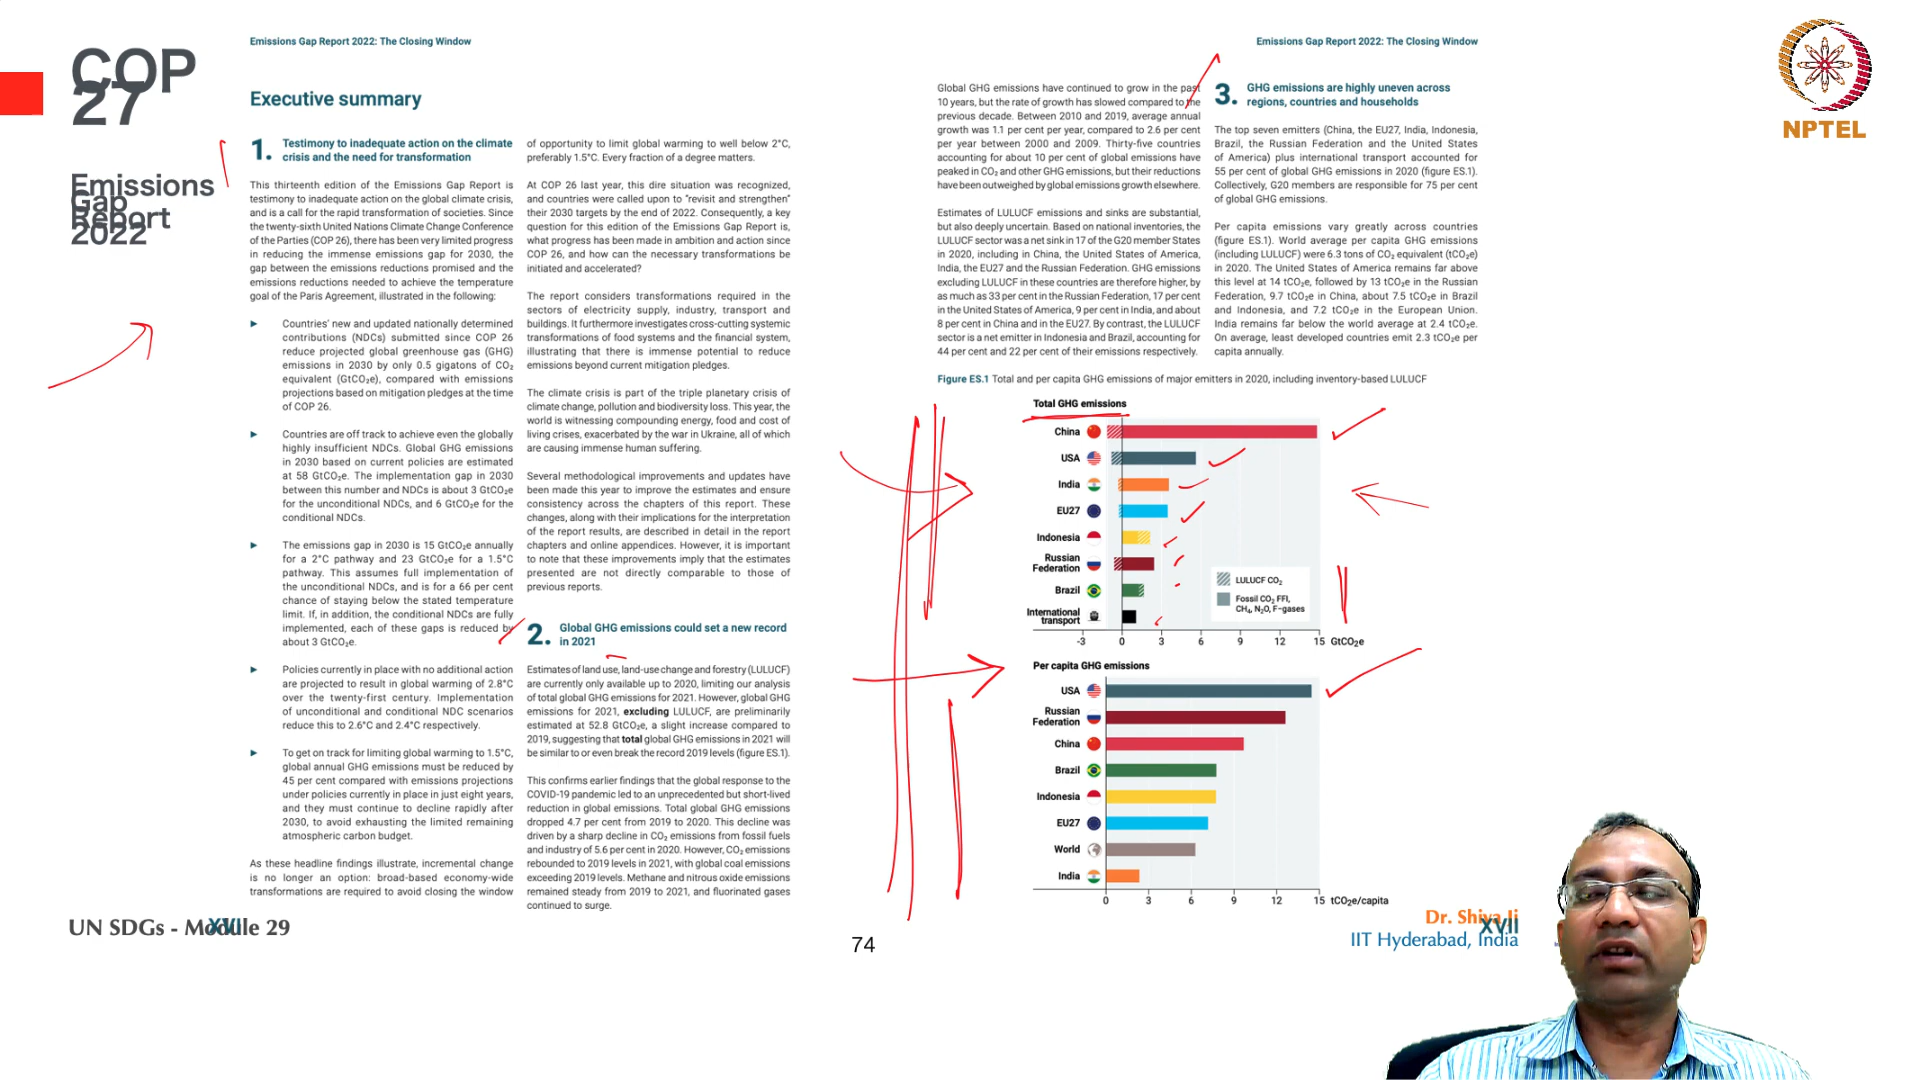 COP
27
Emissions
Gap
Report
2022
Emissions Gap Report 2022: The Closing Window
Executive summary
1.
Testimony to inadequate action on the climate
crisis and the need for transformation
This thirteenth edition of the Emissions Gap Report is
testimony to inadequate action on the global climate crisis,
and is a call for the rapid transformation of societies. Since
the twenty-sixth United Nations Climate Change Conference
of the Parties (COP 26), there has been very limited progress
in reducing the immense emissions gap for 2030, the
gap between the emissions reductions promised and the
emissions reductions needed to achieve the temperature
goal of the Paris Agreement, illustrated in the following:
▶ Countries' new and updated nationally determined
contributions (NDCs) submitted since COP 26
reduce projected global greenhouse gas (GHG)
emissions in 2030 by only 0.5 gigatons of CO₂
equivalent (GtCO₂e), compared with emissions
projections based on mitigation pledges at the time
of COP 26.
▶ Countries are off track to achieve even the globally
highly insufficient NDCs. Global GHG emissions
in 2030 based on current policies are estimated
at 58 GtCO₂e. The implementation gap in 2030
between this number and NDCs is about 3 GtCO₂e
for the unconditional NDCs, and 6 GtCO₂e for the
conditional NDCs.
▶ The emissions gap in 2030 is 15 GtCO₂e annually
for a 2°C pathway and 23 GtCO₂e for a 1.5°C
pathway. This assumes full implementation of
the unconditional NDCs, and is for a 66 per cent
chance of staying below the stated temperature
limit. If, in addition, the conditional NDCs are fully
implemented, each of these gaps is reduced by
about 3 GtCO₂e.
▶ Policies currently in place with no additional action
are projected to result in global warming of 2.8°C
over the twenty-first century. Implementation
of unconditional and conditional NDC scenarios
reduce this to 2.6°C and 2.4°C respectively.
▶ To get on track for limiting global warming to 1.5°C,
global annual GHG emissions must be reduced by
45 per cent compared with emissions projections
under policies currently in place in just eight years,
and they must continue to decline rapidly after
2030, to avoid exhausting the limited remaining
atmospheric carbon budget.
As these headline findings illustrate, incremental change
is no longer an option: broad-based economy-wide
transformations are required to avoid closing the window
of opportunity to limit global warming to well below 2°C,
preferably 1.5°C. Every fraction of a degree matters.
At COP 26 last year, this dire situation was recognized,
and countries were called upon to "revisit and strengthen"
their 2030 targets by the end of 2022. Consequently, a key
question for this edition of the Emissions Gap Report is,
what progress has been made in ambition and action since
COP 26, and how can the necessary transformations be
initiated and accelerated?
The report considers transformations required in the
sectors of electricity supply, industry, transport and
buildings. It furthermore investigates cross-cutting systemic
transformations of food systems and the financial system,
illustrating that there is immense potential to reduce
emissions beyond current mitigation pledges.
The climate crisis is part of the triple planetary crisis of
climate change, pollution and biodiversity loss. This year, the
world is witnessing compounding energy, food and cost of
living crises, exacerbated by the war in Ukraine, all of which
are causing immense human suffering.
Several methodological improvements and updates have
been made this year to improve the estimates and ensure
consistency across the chapters of this report. These
changes, along with their implications for the interpretation
of the report results, are described in detail in the report
chapters and online appendices. However, it is important
to note that these improvements imply that the estimates
presented are not directly comparable to those of
previous reports.
2.
Global GHG emissions could set a new record
in 2021
Estimates of land use, land-use change and forestry (LULUCF)
are currently only available up to 2020, limiting our analysis
of total global GHG emissions for 2021. However, global GHG
emissions for 2021, excluding LULUCF, are preliminarily
estimated at 52.8 GtCO₂e, a slight increase compared to
2019, suggesting that total global GHG emissions in 2021 will
be similar to or even break the record 2019 levels (figure ES.1).
This confirms earlier findings that the global response to the
COVID-19 pandemic led to an unprecedented but short-lived
reduction in global emissions. Total global GHG emissions
dropped 4.7 per cent from 2019 to 2020. This decline was
driven by a sharp decline in CO₂ emissions from fossil fuels
and industry of 5.6 per cent in 2020. However, CO₂ emissions
rebounded to 2019 levels in 2021, with global coal emissions
exceeding 2019 levels. Methane and nitrous oxide emissions
remained steady from 2019 to 2021, and fluorinated gases
continued to surge.
Emissions Gap Report 2022: The Closing Window
Global GHG emissions have continued to grow in the past
10 years, but the rate of growth has slowed compared to the
previous decade. Between 2010 and 2019, average annual
growth was 1.1 per cent per year, compared to 2.6 per cent
per year between 2000 and 2009. Thirty-five countries
accounting for about 10 per cent of global emissions have
peaked in CO₂ and other GHG emissions, but their reductions
have been outweighed by global emissions growth elsewhere.
Estimates of LULUCF emissions and sinks are substantial,
but also deeply uncertain. Based on national inventories, the
LULUCF sector was a net sink in 17 of the G20 member States
in 2020, including in China, the United States of America,
India, the EU27 and the Russian Federation. GHG emissions
excluding LULUCF in these countries are therefore higher, by
as much as 33 per cent in the Russian Federation, 17 per cent
in the United States of America, 9 per cent in India, and about
8 per cent in China and in the EU27. By contrast, the LULUCF
sector is a net emitter in Indonesia and Brazil, accounting for
44 per cent and 22 per cent of their emissions respectively.
3.
GHG emissions are highly uneven across
regions, countries and households
The top seven emitters (China, the EU27, India, Indonesia,
Brazil, the Russian Federation and the United States
of America) plus international transport accounted for
55 per cent of global GHG emissions in 2020 (figure ES.1).
Collectively, G20 members are responsible for 75 per cent
of global GHG emissions.
Per capita emissions vary greatly across countries
(figure ES.1). World average per capita GHG emissions
(including LULUCF) were 6.3 tons of CO₂ equivalent (tCO₂e)
in 2020. The United States of America remains far above
this level at 14 tCO₂e, followed by 13 tCO₂e in the Russian
Federation, 9.7 tCO₂e in China, about 7.5 tCO₂e in Brazil
and Indonesia, and 7.2 tCO₂e in the European Union.
India remains far below the world average at 2.4 tCO₂e.
On average, least developed countries emit 2.3 tCO₂e per
capita annually.
Figure ES.1 Total and per capita GHG emissions of major emitters in 2020, including inventory-based LULUCF
Total GHG emissions
China
USA
India
EU27
Indonesia
Russian
Federation
Brazil
International
transport
LULUCF CO₂
Fossil CO₂ FFI,
CH₄, N₂O, F-gases
-3 0 3 6 9 12 15 GtCO₂e
Per capita GHG emissions
USA
Russian
Federation
China
Brazil
Indonesia
EU27
World
India
0 3 6 9 12 15 tCO₂e/capita
NPTEL
UN SDGs - Module 29
XVI
74
Dr. Shiva Ji
XVII
IIT Hyderabad, India